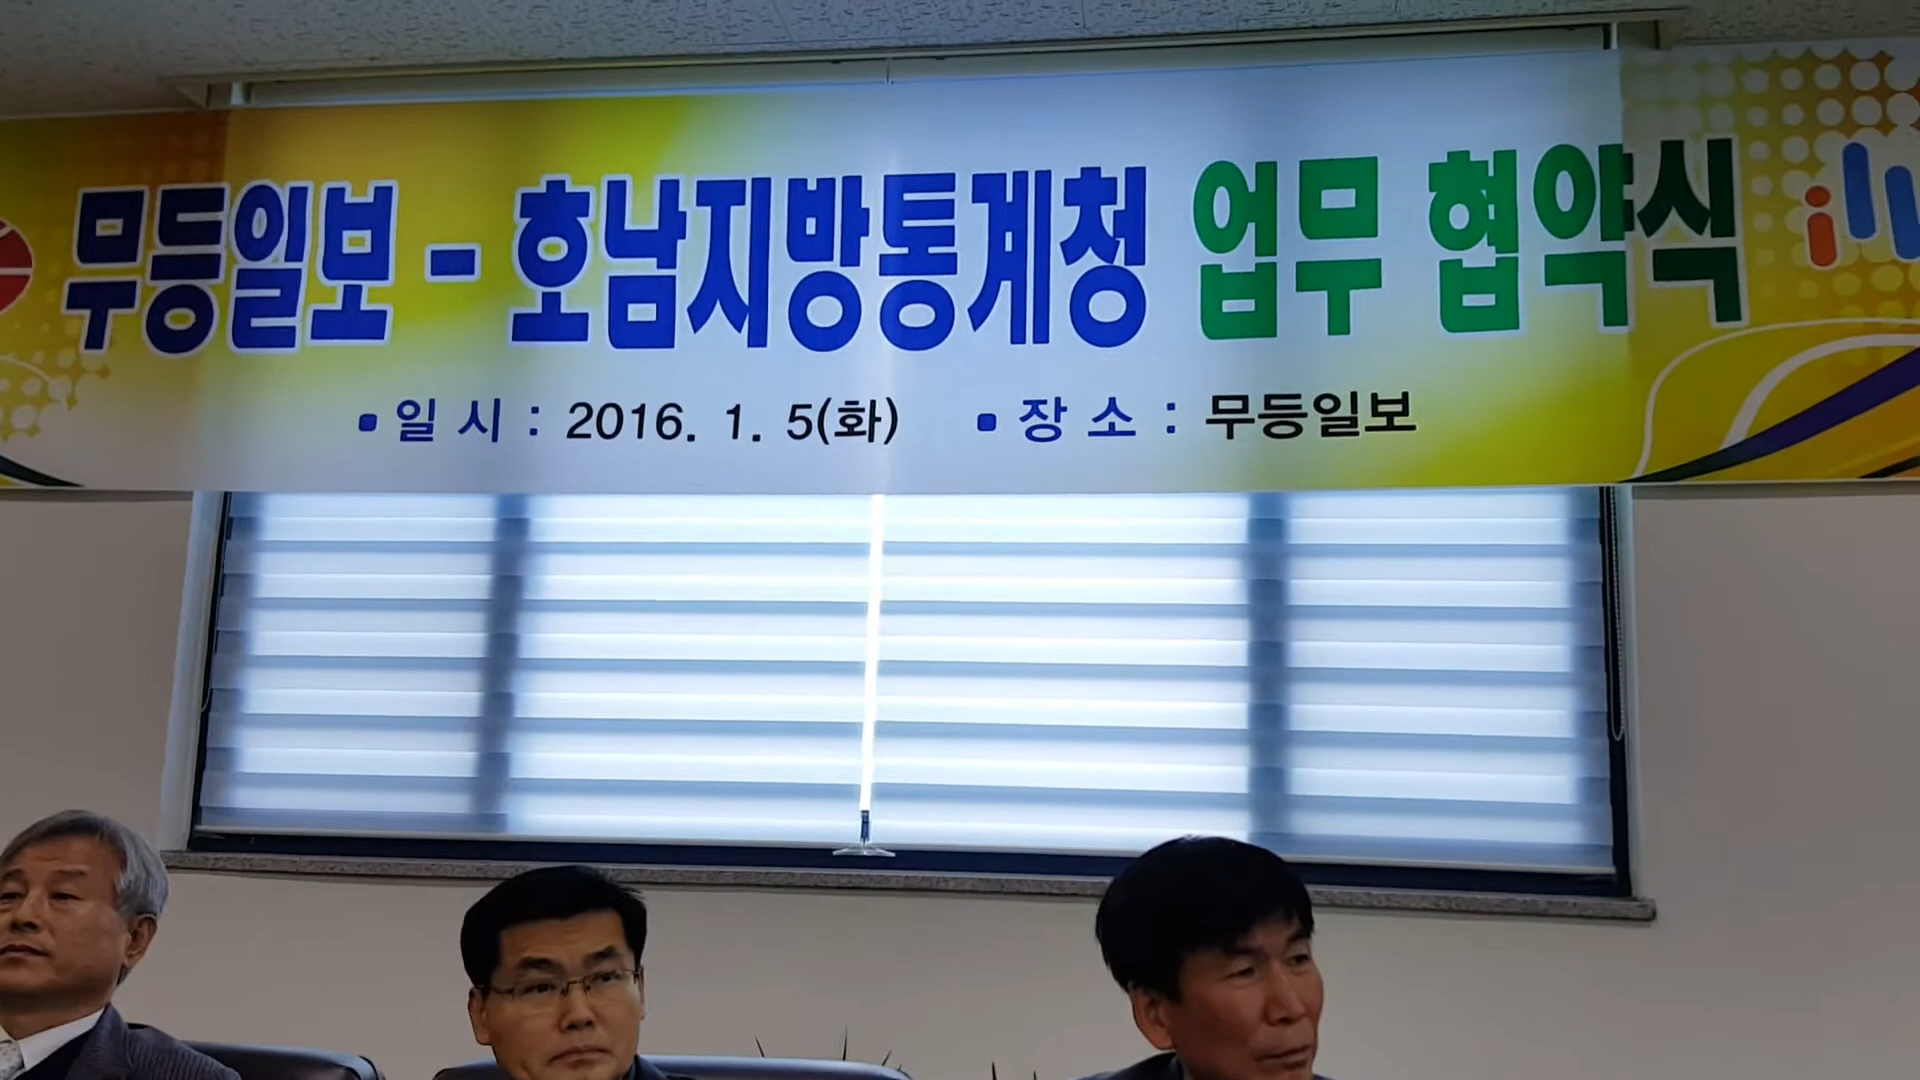 무등일보 - 호남지방통계청 업무 협약식
▪ 일 시 : 2016. 1. 5(화) ▪ 장 소 : 무등일보